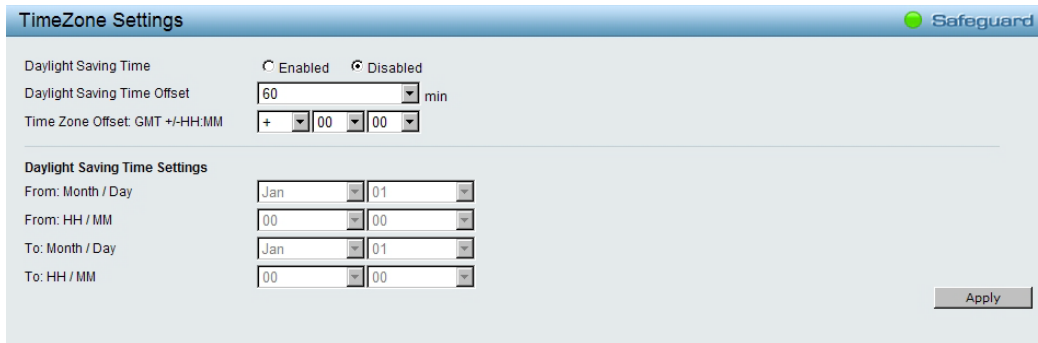 TimeZone Settings Safeguard
Daylight Saving Time Enabled Disabled
Daylight Saving Time Offset 60 min
Time Zone Offset: GMT +/-HH:MM + 00 00
Daylight Saving Time Settings
From: Month / Day Jan 01
From: HH / MM 00 00
To: Month / Day Jan 01
To: HH / MM 00 00
Apply